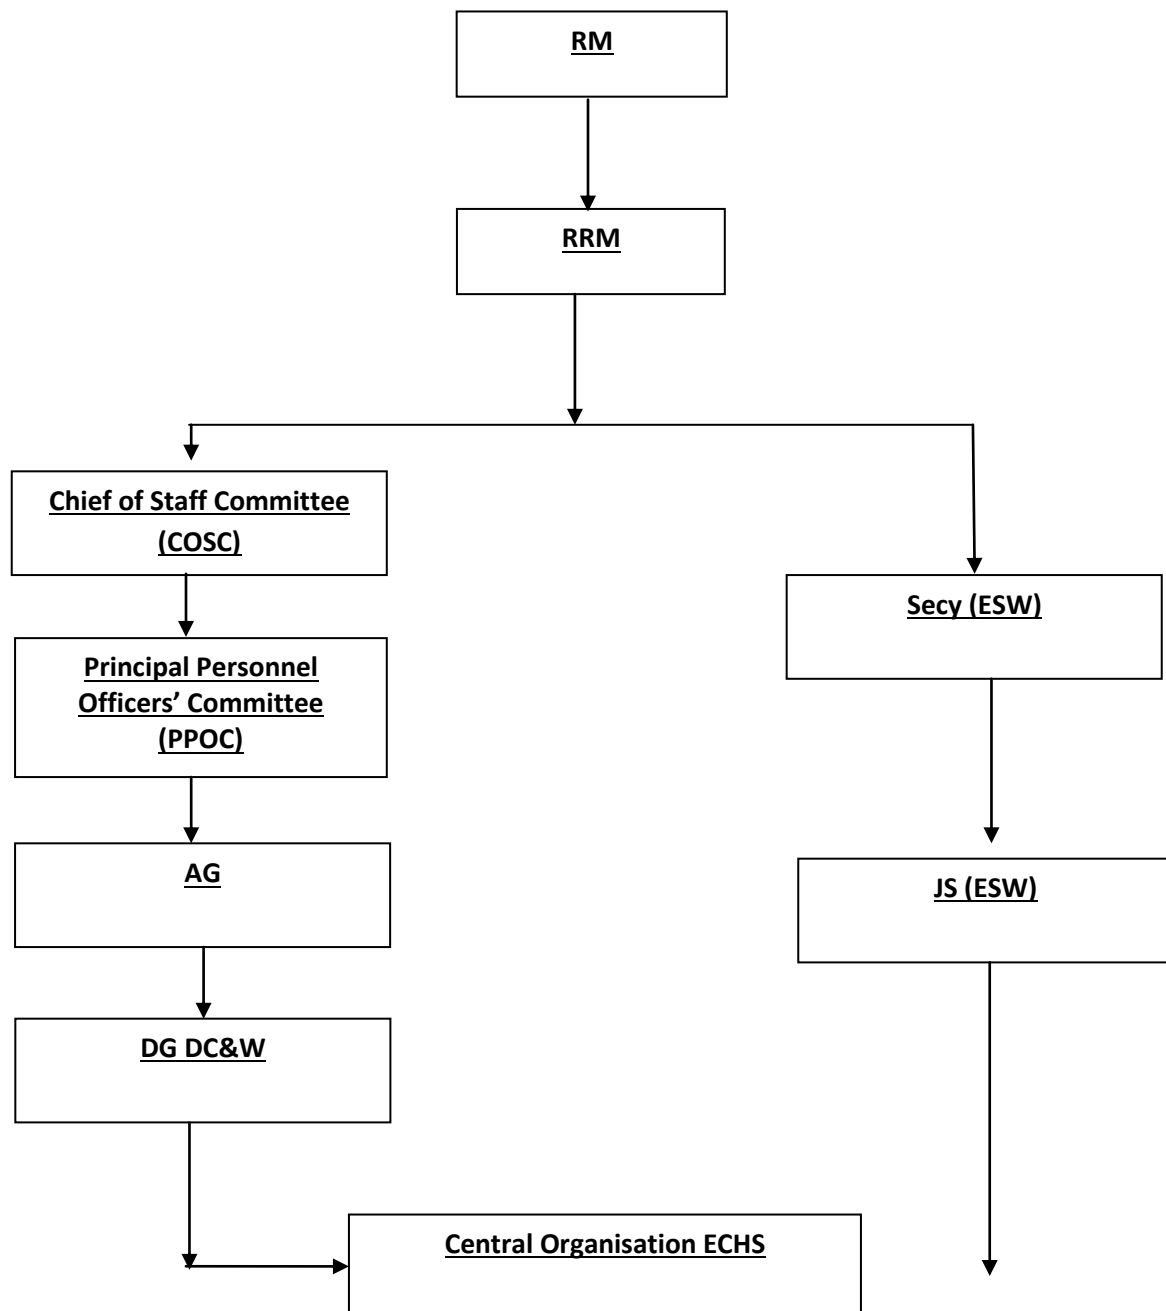 RM
RRM
Chief of Staff Committee
(COSC)
Secy (ESW)
Principal Personnel
Officers’ Committee
(PPOC)
AG
JS (ESW)
DG DC&W
Central Organisation ECHS